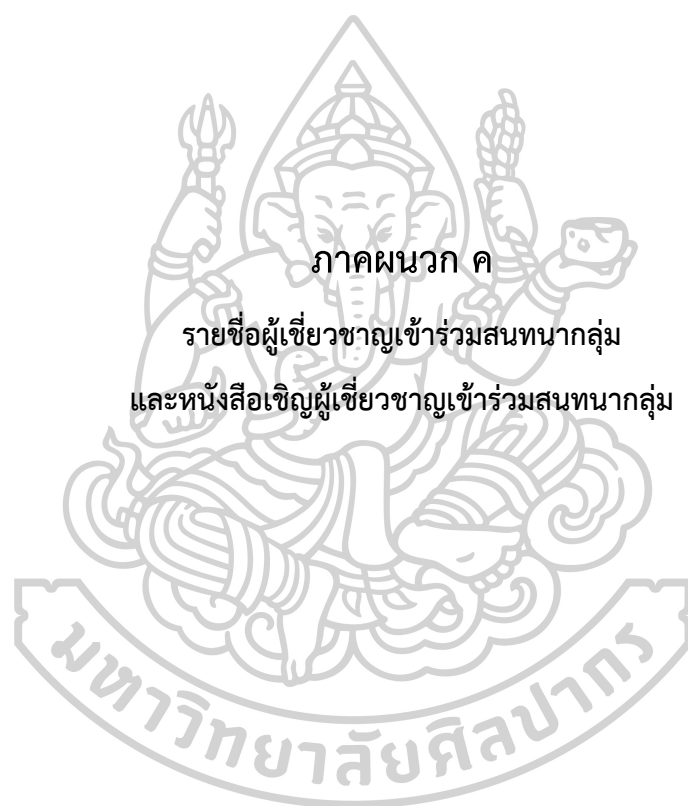 ภาคผนวก ค
รายชื่อผู้เชี่ยวชาญเข้าร่วมสนทนากลุ่ม
และหนังสือเชิญผู้เชี่ยวชาญเข้าร่วมสนทนากลุ่ม
มหาวิทยาลัยศิลปากร